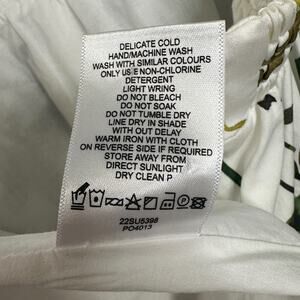 DELICATE COLD
HAND/MACHINE WASH
WASH WITH SIMILAR COLOURS
ONLY USE NON-CHLORINE
DETERGENT
LIGHT WRING
DO NOT BLEACH
DO NOT SOAK
DO NOT TUMBLE DRY
LINE DRY IN SHADE
WITH OUT DELAY
WARM IRON WITH CLOTH
ON REVERSE SIDE IF REQUIRED
STORE AWAY FROM
DIRECT SUNLIGHT
DRY CLEAN P
22SU5398
PO4013